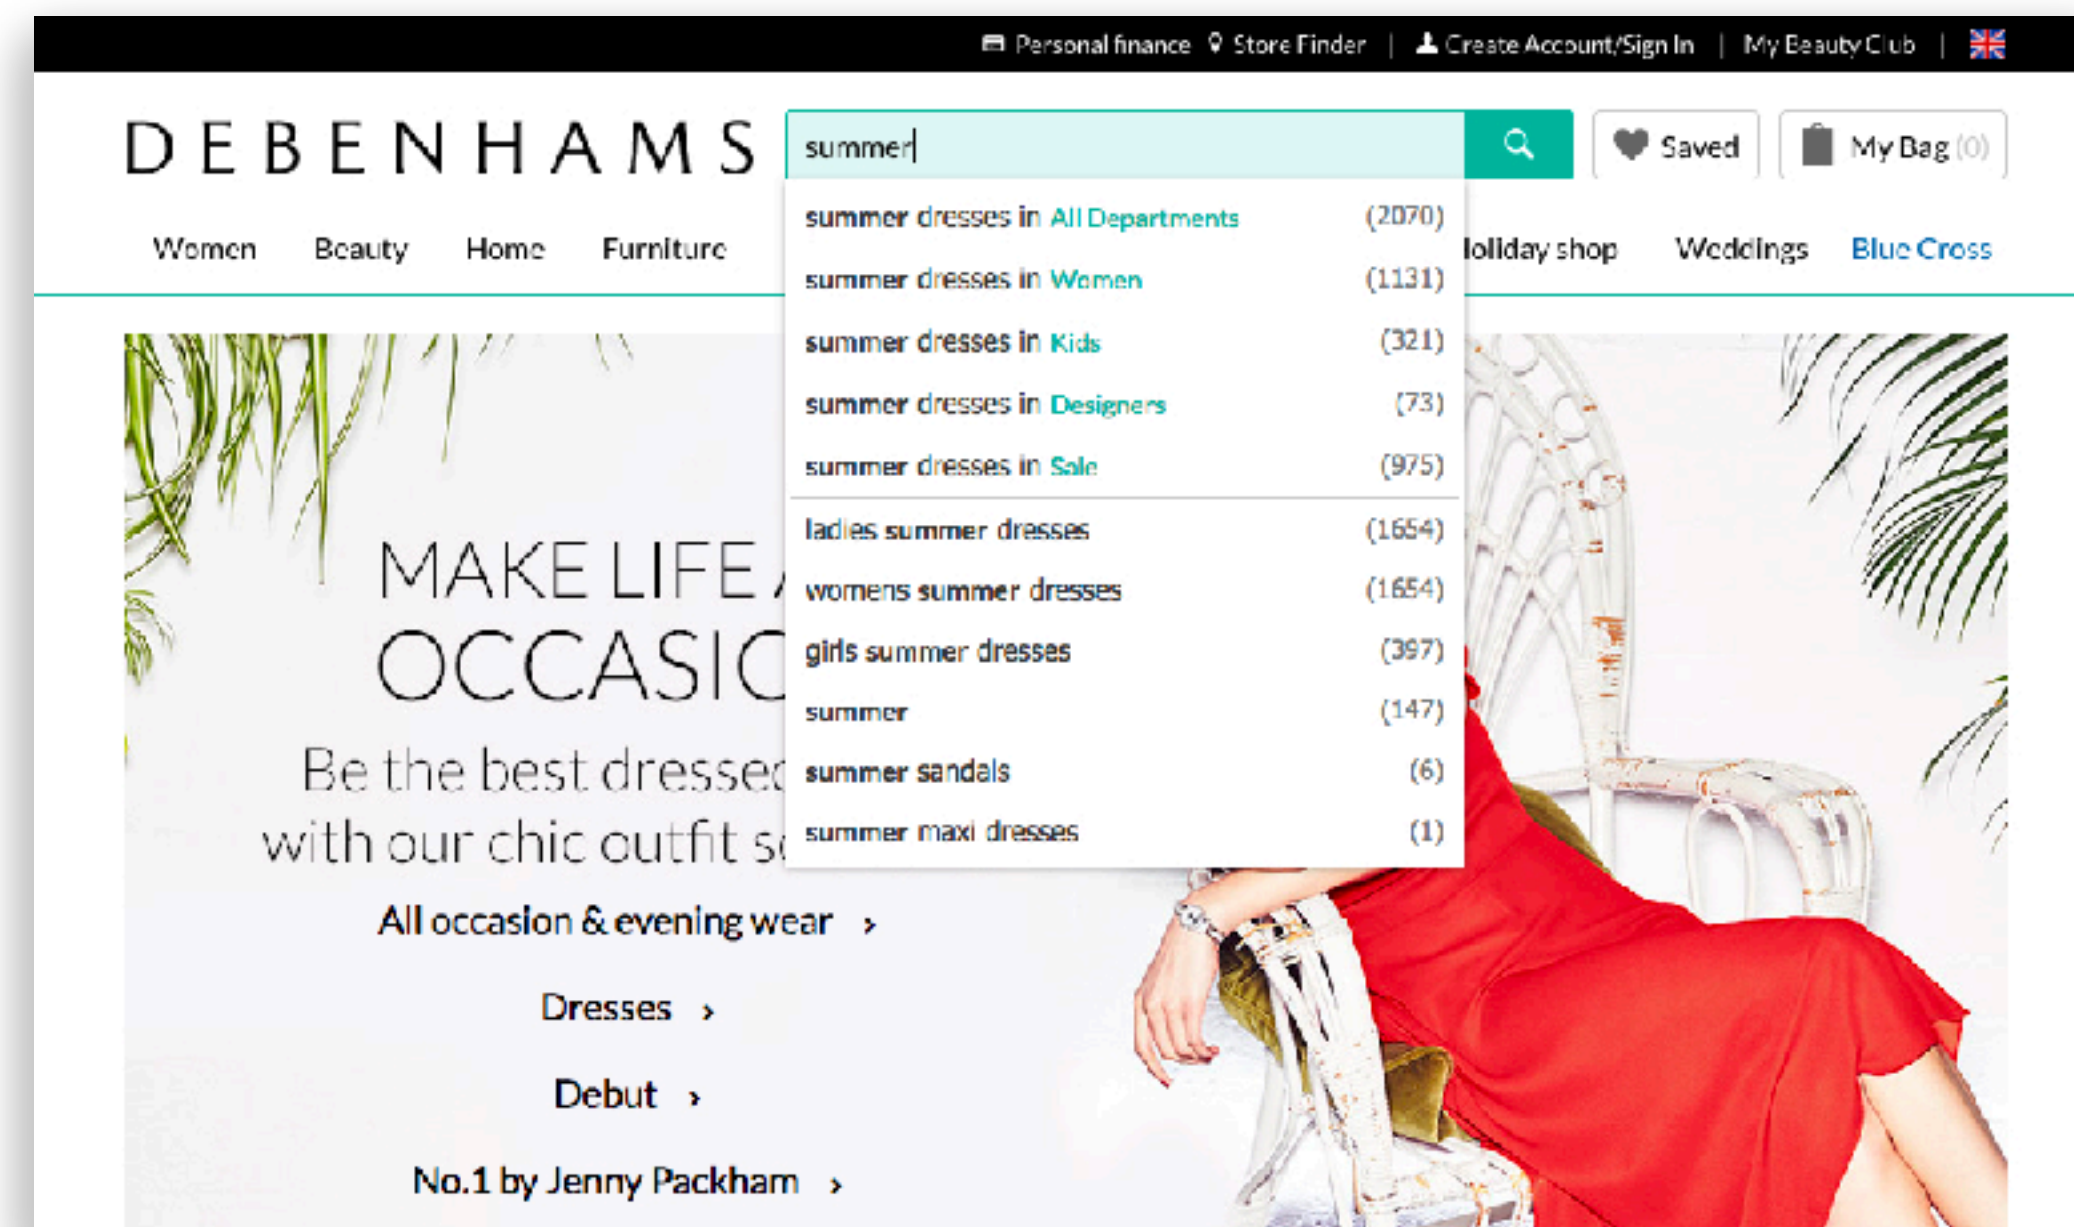 Personal finance Store Finder | Create Account/Sign In | My Beauty Club |
DEBENHAMS
summer
Saved
My Bag (0)
Women Beauty Home Furniture
shop Weddings Blue Cross
summer dresses in All Departments (2070)
summer dresses in Women (1131)
summer dresses in Kids (321)
summer dresses in Designers (73)
summer dresses in Sale (975)
ladies summer dresses (1654)
womens summer dresses (1654)
girls summer dresses (397)
summer (147)
summer sandals (6)
summer maxi dresses (1)
MAKE LIFE
Be the best
with our chic outfit
All occasion & evening wear >
Dresses >
Debut >
No.1 by Jenny Packham >